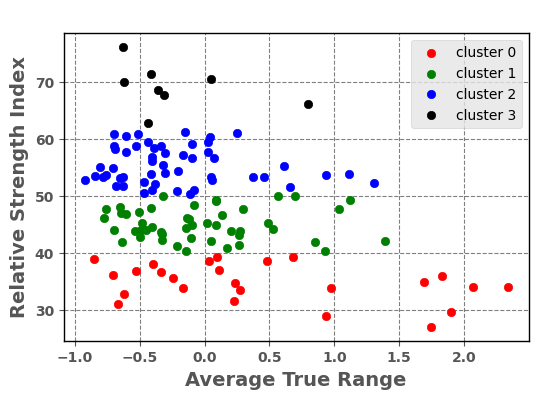 cluster 0
cluster 1
cluster 2
cluster 3
Relative Strength Index
70
60
50
40
30
−1.0 −0.5 0.0 0.5 1.0 1.5 2.0
Average True Range